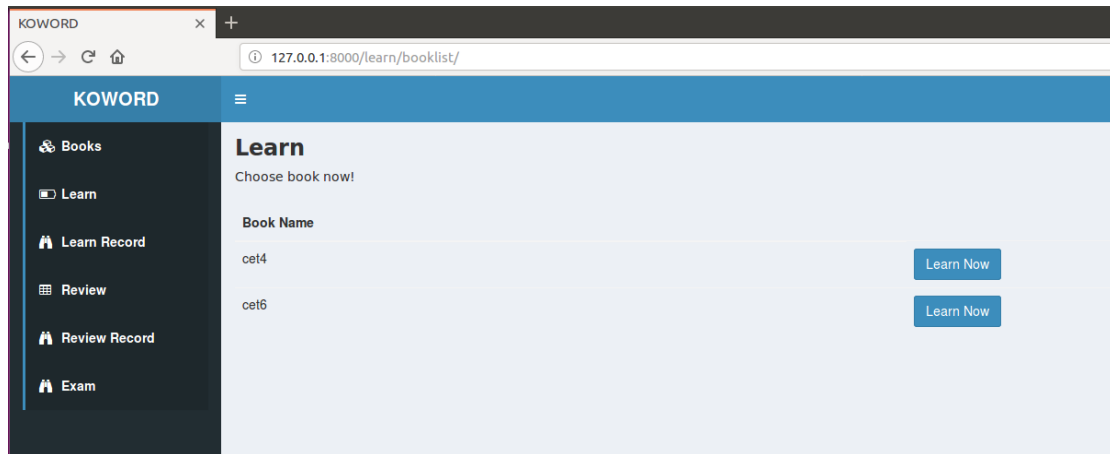 KOWORD
127.0.0.1:8000/learn/booklist/
KOWORD
Books
Learn
Learn Record
Review
Review Record
Exam
Learn
Choose book now!
Book Name
cet4 Learn Now
cet6 Learn Now